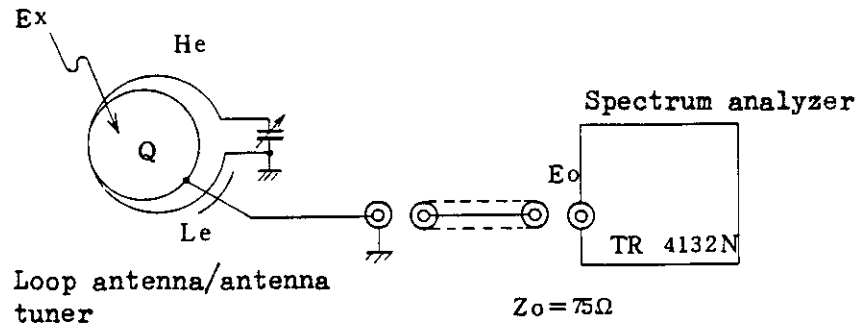 Ex
He
Spectrum analyzer
Q
Eo
Le
TR 4132N
Loop antenna/antenna
tuner
Zo = 75Ω